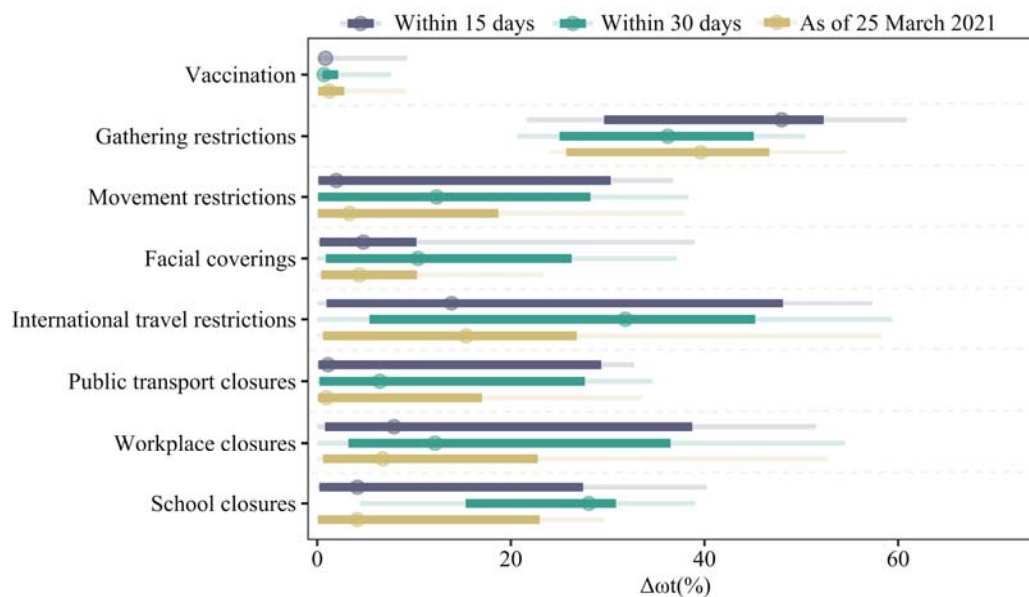 Within 15 days Within 30 days As of 25 March 2021
Vaccination
Gathering restrictions
Movement restrictions
Facial coverings
International travel restrictions
Public transport closures
Workplace closures
School closures
0 20 40 60
Δωt(%)